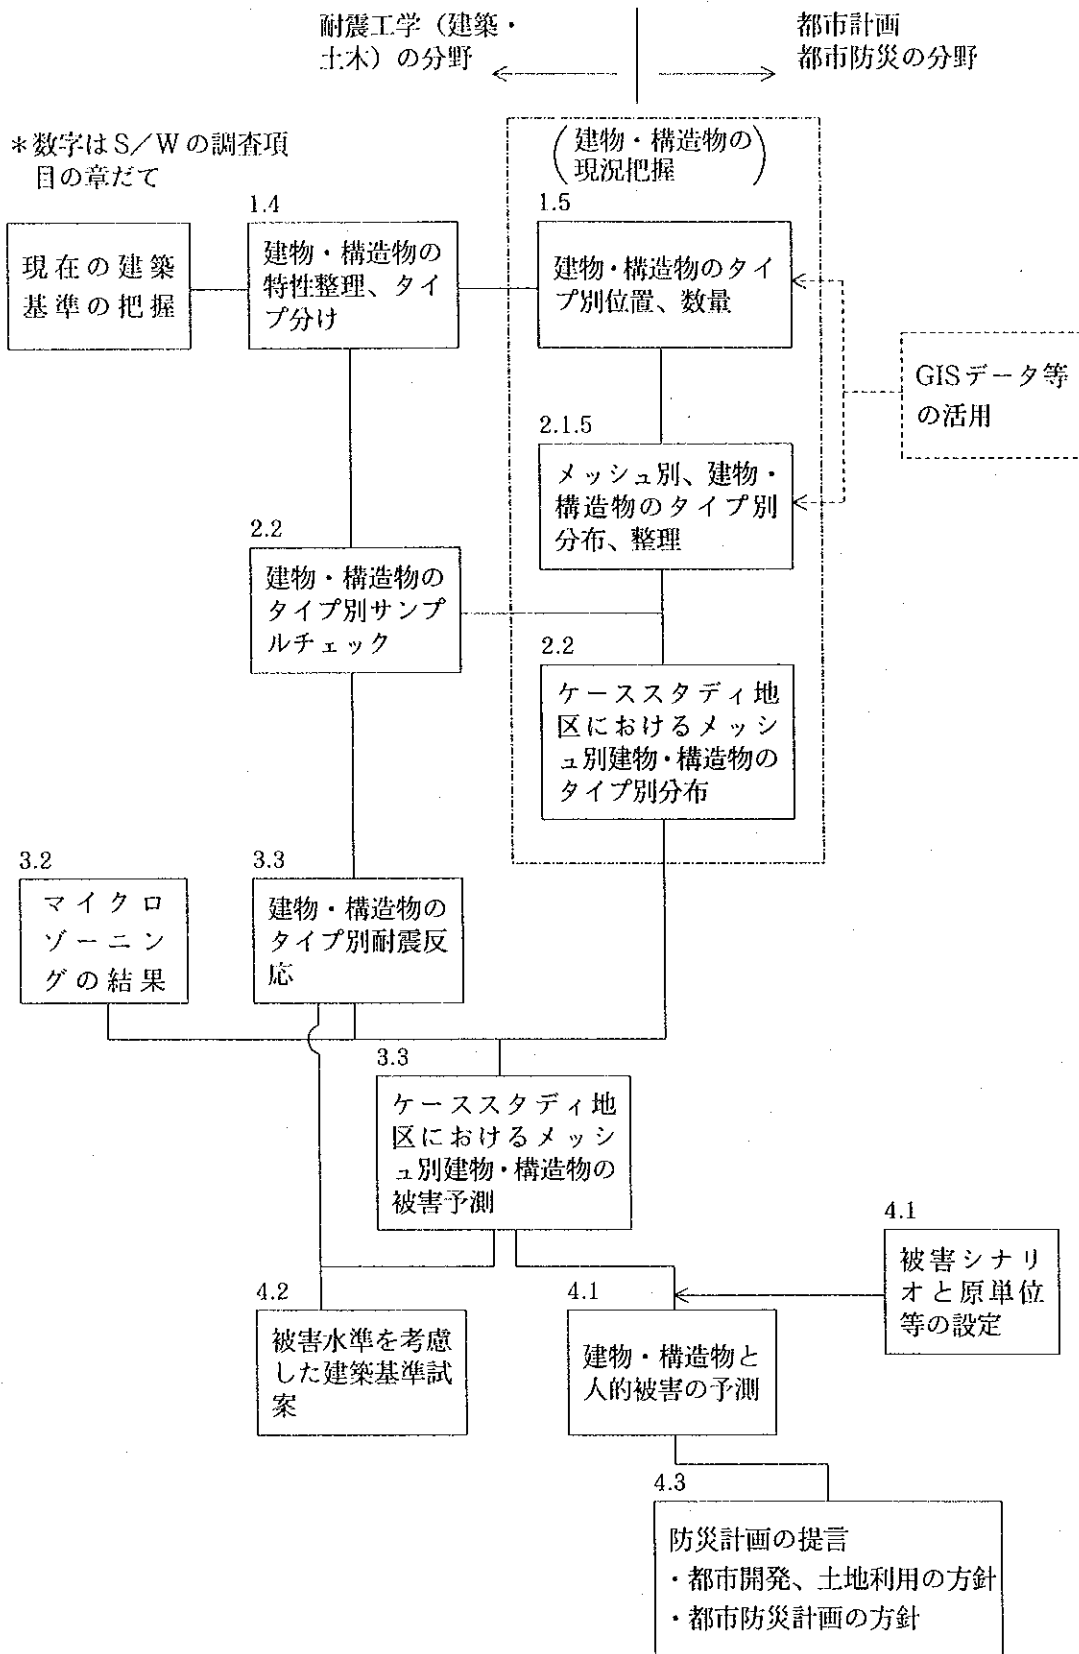 耐震工学（建築・
土木）の分野
都市計画
都市防災の分野
＊数字はS／Wの調査項
目の章だて
（建物・構造物の
現況把握）
現在の建築
基準の把握
1.4
建物・構造物の
特性整理、タイ
プ分け
1.5
建物・構造物のタイ
プ別位置、数量
GISデータ等
の活用
2.1.5
メッシュ別、建物・
構造物のタイプ別
分布、整理
2.2
建物・構造物の
タイプ別サンプ
ルチェック
2.2
ケーススタディ地
区におけるメッシ
ュ別建物・構造物の
タイプ別分布
3.2
マイクロ
ゾーニン
グの結果
3.3
建物・構造物の
タイプ別耐震反
応
3.3
ケーススタディ地
区におけるメッシ
ュ別建物・構造物の
被害予測
4.1
被害シナリ
オと原単位
等の設定
4.2
被害水準を考慮
した建築基準試
案
4.1
建物・構造物と
人的被害の予測
4.3
防災計画の提言
・都市開発、土地利用の方針
・都市防災計画の方針